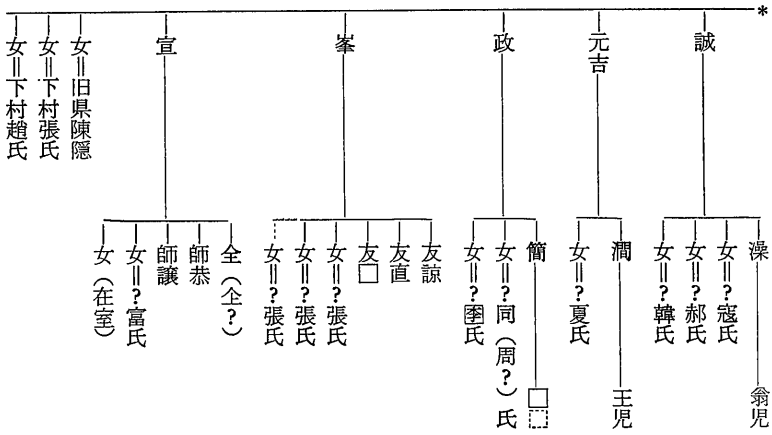 *
誠
元吉
政
峯
宣
女＝旧県陳隠
女＝下村張氏
女＝下村趙氏
澡
女＝?寇氏
女＝?郝氏
女＝?韓氏
澗
女＝?夏氏
簡
女＝?同（周?）氏
女＝?李氏
友諒
友直
友□
女＝?張氏
女＝?張氏
女＝?張氏
全（仝?）
師恭
師譲
女＝?富氏
女（在室）
翁児
王児
□□